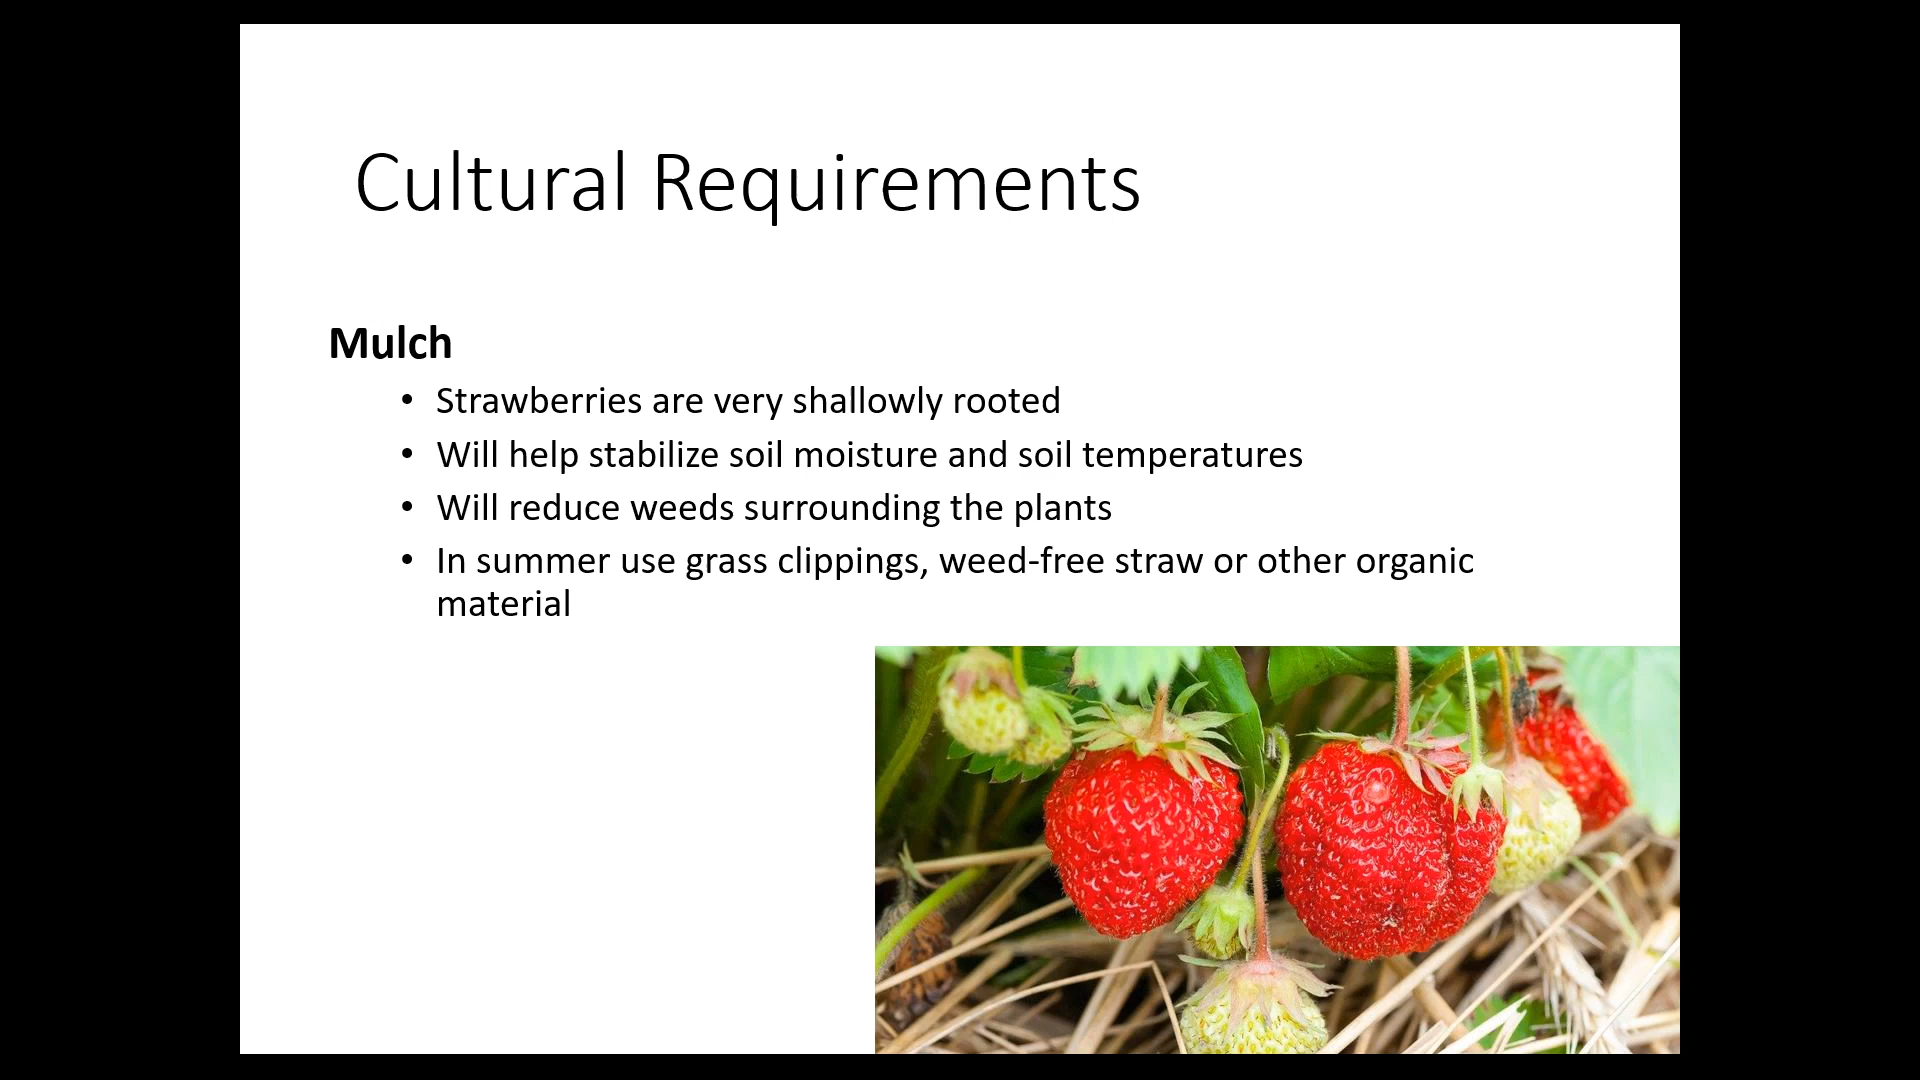 Cultural Requirements
Mulch
• Strawberries are very shallowly rooted
• Will help stabilize soil moisture and soil temperatures
• Will reduce weeds surrounding the plants
• In summer use grass clippings, weed-free straw or other organic
material